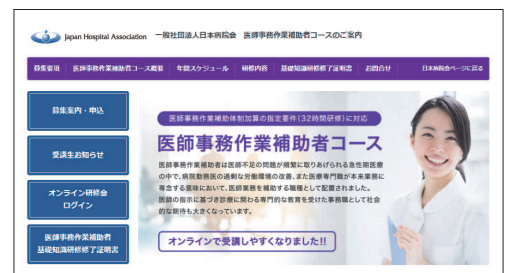 Japan Hospital Association 一般社団法人日本病院会 医師事務作業補助者コースのご案内
募集要項 医師事務作業補助者コース概要 年間スケジュール 研修内容 基礎知識研修修了証明書 お問合せ 日本病院会ページに戻る
募集案内・申込
受講生お知らせ
オンライン研修会
ログイン
医師事務作業補助者
基礎知識研修修了証明書
医師事務作業補助体制加算の指定要件(32時間研修)に対応
医師事務作業補助者コース
医師事務作業補助者は医師不足の問題が頻繁に取りあげられる急性期医療
の中で、病院勤務医の過剰な労働環境の改善、また医療専門職が本来業務に
専念する意味において、医師業務を補助する職種として配置されました。
医師の指示に基づき診療に関わる専門的な教育を受けた事務職として社会
的な期待も大きくなっています。
オンラインで受講しやすくなりました!!